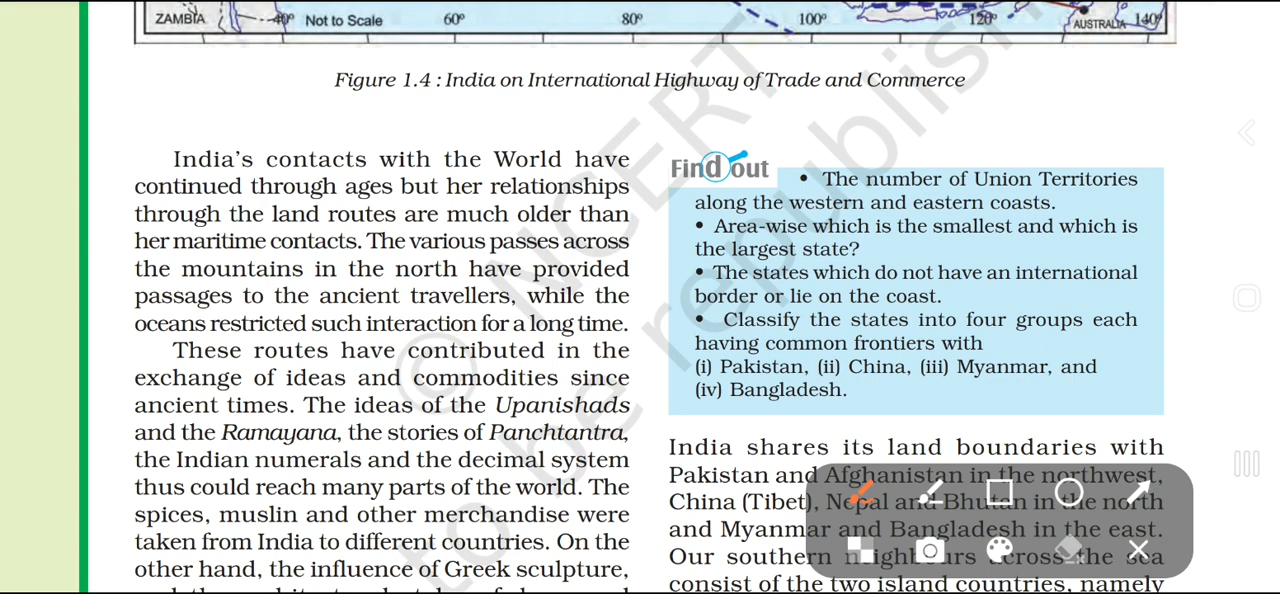 ZAMBIA
40° Not to Scale 60° 80° 100° 120° AUSTRALIA 140°
Figure 1.4 : India on International Highway of Trade and Commerce
India's contacts with the World have
continued through ages but her relationships
through the land routes are much older than
her maritime contacts. The various passes across
the mountains in the north have provided
passages to the ancient travellers, while the
oceans restricted such interaction for a long time.
These routes have contributed in the
exchange of ideas and commodities since
ancient times. The ideas of the Upanishads
and the Ramayana, the stories of Panchtantra,
the Indian numerals and the decimal system
thus could reach many parts of the world. The
spices, muslin and other merchandise were
taken from India to different countries. On the
other hand, the influence of Greek sculpture,
Find out
• The number of Union Territories
along the western and eastern coasts.
• Area-wise which is the smallest and which is
the largest state?
• The states which do not have an international
border or lie on the coast.
• Classify the states into four groups each
having common frontiers with
(i) Pakistan, (ii) China, (iii) Myanmar, and
(iv) Bangladesh.
India shares its land boundaries with
Pakistan and Afghanistan in the northwest,
China (Tibet), Nepal and Bhutan in the north
and Myanmar and Bangladesh in the east.
Our southern neighbours across the sea
consist of the two island countries, namely
© NCERT
to be republished